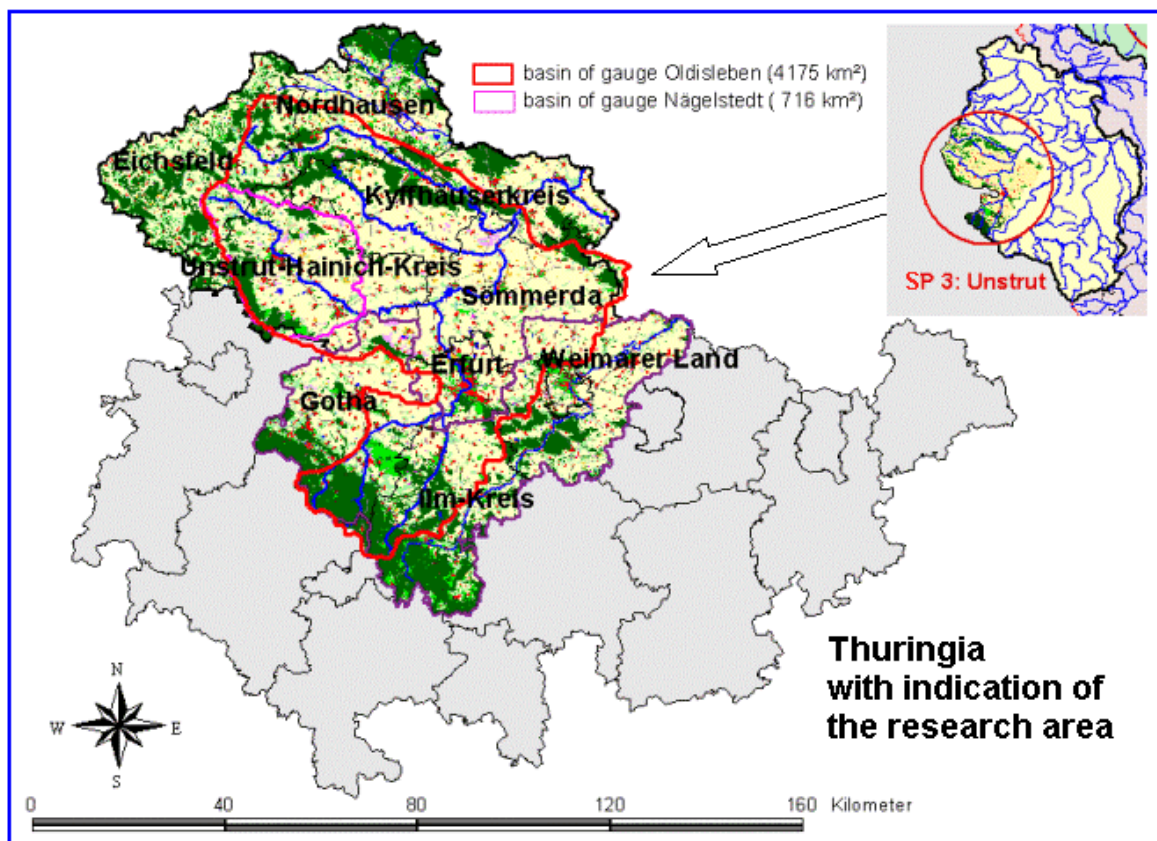 basin of gauge Oldisleben (4175 km²)
basin of gauge Nägelstedt ( 716 km²)
Nordhausen
Eichsfeld
Kyffhäuserkreis
Unstrut-Hainich-Kreis
Sömmerda
SP 3: Unstrut
Erfurt
Weimarer Land
Gotha
Ilm-Kreis
Thuringia
with indication of
the research area
N
W E
S
0 40 80 120 160 Kilometer